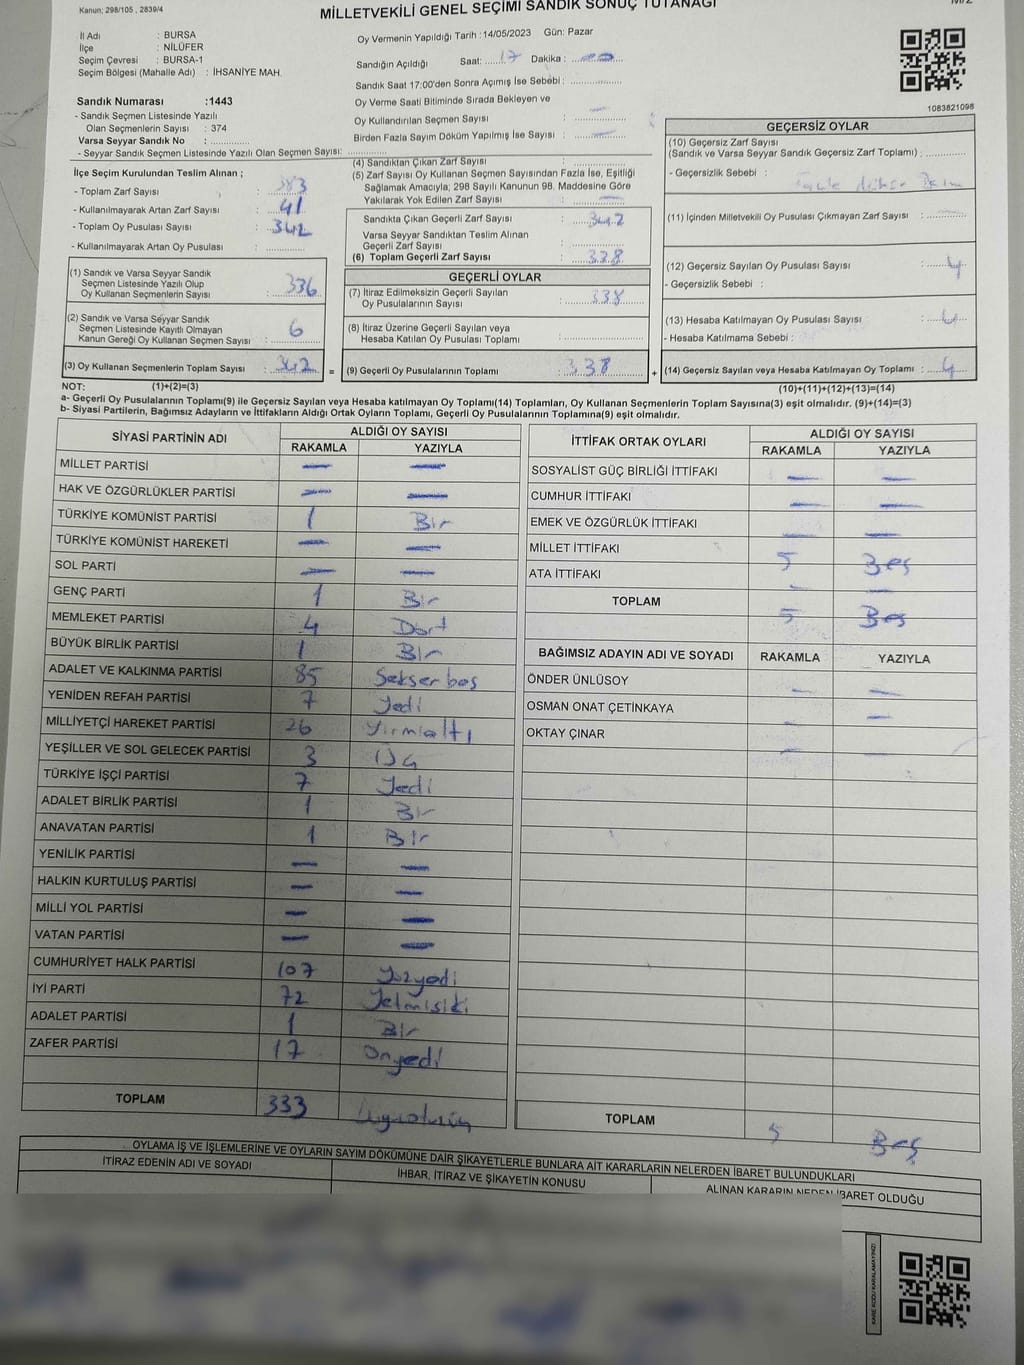 Kanun: 298/105 , 2839/4
MİLLETVEKİLİ GENEL SEÇİMİ SANDIK SONUÇ TUTANAĞI
İl Adı : BURSA
İlçe : NİLÜFER
Seçim Çevresi : BURSA-1
Seçim Bölgesi (Mahalle Adı) : İHSANİYE MAH.
Oy Vermenin Yapıldığı Tarih :14/05/2023 Gün: Pazar
Sandığın Açıldığı Saat: 17 Dakika :
Sandık Saat 17:00'den Sonra Açımış İse Sebebi :
Oy Verme Saati Bitiminde Sırada Bekleyen ve
Oy Kullandırılan Seçmen Sayısı :
Birden Fazla Sayım Döküm Yapılmış İse Sayısı :
1083821098
Sandık Numarası :1443
- Sandık Seçmen Listesinde Yazılı
Olan Seçmenlerin Sayısı : 374
Varsa Seyyar Sandık No :
- Seyyar Sandık Seçmen Listesinde Yazılı Olan Seçmen Sayısı:
İlçe Seçim Kurulundan Teslim Alınan ;
- Toplam Zarf Sayısı : 383
- Kullanılmayarak Artan Zarf Sayısı : 41
- Toplam Oy Pusulası Sayısı : 342
- Kullanılmayarak Artan Oy Pusulası :
(1) Sandık ve Varsa Seyyar Sandık
Seçmen Listesinde Yazılı Olup
Oy Kullanan Seçmenlerin Sayısı : 336
(2) Sandık ve Varsa Seyyar Sandık
Seçmen Listesinde Kayıtlı Olmayan
Kanun Gereği Oy Kullanan Seçmen Sayısı : 6
(3) Oy Kullanan Seçmenlerin Toplam Sayısı : 342 =
(4) Sandıktan Çıkan Zarf Sayısı :
(5) Zarf Sayısı Oy Kullanan Seçmen Sayısından Fazla İse, Eşitliği
Sağlamak Amacıyla; 298 Sayılı Kanunun 98. Maddesine Göre
Yakılarak Yok Edilen Zarf Sayısı :
Sandıkta Çıkan Geçerli Zarf Sayısı : 342
Varsa Seyyar Sandıktan Teslim Alınan
Geçerli Zarf Sayısı :
(6) Toplam Geçerli Zarf Sayısı : 338
GEÇERLİ OYLAR
(7) İtiraz Edilmeksizin Geçerli Sayılan
Oy Pusulalarının Sayısı : 338
(8) İtiraz Üzerine Geçerli Sayılan veya
Hesaba Katılan Oy Pusulası Toplamı :
(9) Geçerli Oy Pusulalarının Toplamı : 338 +
GEÇERSİZ OYLAR
(10) Geçersiz Zarf Sayısı
(Sandık ve Varsa Seyyar Sandık Geçersiz Zarf Toplamı) :
- Geçersizlik Sebebi :
(11) İçinden Milletvekili Oy Pusulası Çıkmayan Zarf Sayısı :
(12) Geçersiz Sayılan Oy Pusulası Sayısı : 4
- Geçersizlik Sebebi :
(13) Hesaba Katılmayan Oy Pusulası Sayısı : 4
- Hesaba Katılmama Sebebi :
(14) Geçersiz Sayılan veya Hesaba Katılmayan Oy Toplamı : 4
NOT: (1)+(2)=(3) (10)+(11)+(12)+(13)=(14)
a- Geçerli Oy Pusulalarının Toplamı(9) ile Geçersiz Sayılan veya Hesaba Katılmayan Oy Toplamı(14) Toplamları, Oy Kullanan Seçmenlerin Toplam Sayısına(3) eşit olmalıdır. (9)+(14)=(3)
b- Siyasi Partilerin, Bağımsız Adayların ve İttifakların Aldığı Ortak Oyların Toplamı, Geçerli Oy Pusulalarının Toplamına(9) eşit olmalıdır.
SİYASİ PARTİNİN ADI ALDIĞI OY SAYISI
RAKAMLA YAZIYLA
MİLLET PARTİSİ
HAK VE ÖZGÜRLÜKLER PARTİSİ
TÜRKİYE KOMÜNİST PARTİSİ 1 Bir
TÜRKİYE KOMÜNİST HAREKETİ
SOL PARTİ
GENÇ PARTİ 1 Bir
MEMLEKET PARTİSİ 4 Dört
BÜYÜK BİRLİK PARTİSİ 1 Bir
ADALET VE KALKINMA PARTİSİ 85 Seksen beş
YENİDEN REFAH PARTİSİ 7 Yedi
MİLLİYETÇİ HAREKET PARTİSİ 26 Yirmialtı
YEŞİLLER VE SOL GELECEK PARTİSİ 3 Üç
TÜRKİYE İŞÇİ PARTİSİ 7 Yedi
ADALET BİRLİK PARTİSİ 1 Bir
ANAVATAN PARTİSİ 1 Bir
YENİLİK PARTİSİ
HALKIN KURTULUŞ PARTİSİ
MİLLİ YOL PARTİSİ
VATAN PARTİSİ
CUMHURİYET HALK PARTİSİ 107 Yüzyedi
İYİ PARTİ 72 Yetmişiki
ADALET PARTİSİ 1 Bir
ZAFER PARTİSİ 17 Onyedi
TOPLAM 333
İTTİFAK ORTAK OYLARI ALDIĞI OY SAYISI
RAKAMLA YAZIYLA
SOSYALİST GÜÇ BİRLİĞİ İTTİFAKI
CUMHUR İTTİFAKI
EMEK VE ÖZGÜRLÜK İTTİFAKI
MİLLET İTTİFAKI 5 Beş
ATA İTTİFAKI
TOPLAM 5 Beş
BAĞIMSIZ ADAYIN ADI VE SOYADI RAKAMLA YAZIYLA
ÖNDER ÜNLÜSOY
OSMAN ONAT ÇETİNKAYA
OKTAY ÇINAR
TOPLAM 5 Beş
OYLAMA İŞ VE İŞLEMLERİNE VE OYLARIN SAYIM DÖKÜMÜNE DAİR ŞİKAYETLERLE BUNLARA AİT KARARLARIN NELERDEN İBARET BULUNDUKLARI
İTİRAZ EDENİN ADI VE SOYADI İHBAR, İTİRAZ VE ŞİKAYETİN KONUSU ALINAN KARARIN NEDEN İBARET OLDUĞU
KARE KODU KARALAMAYINIZ!